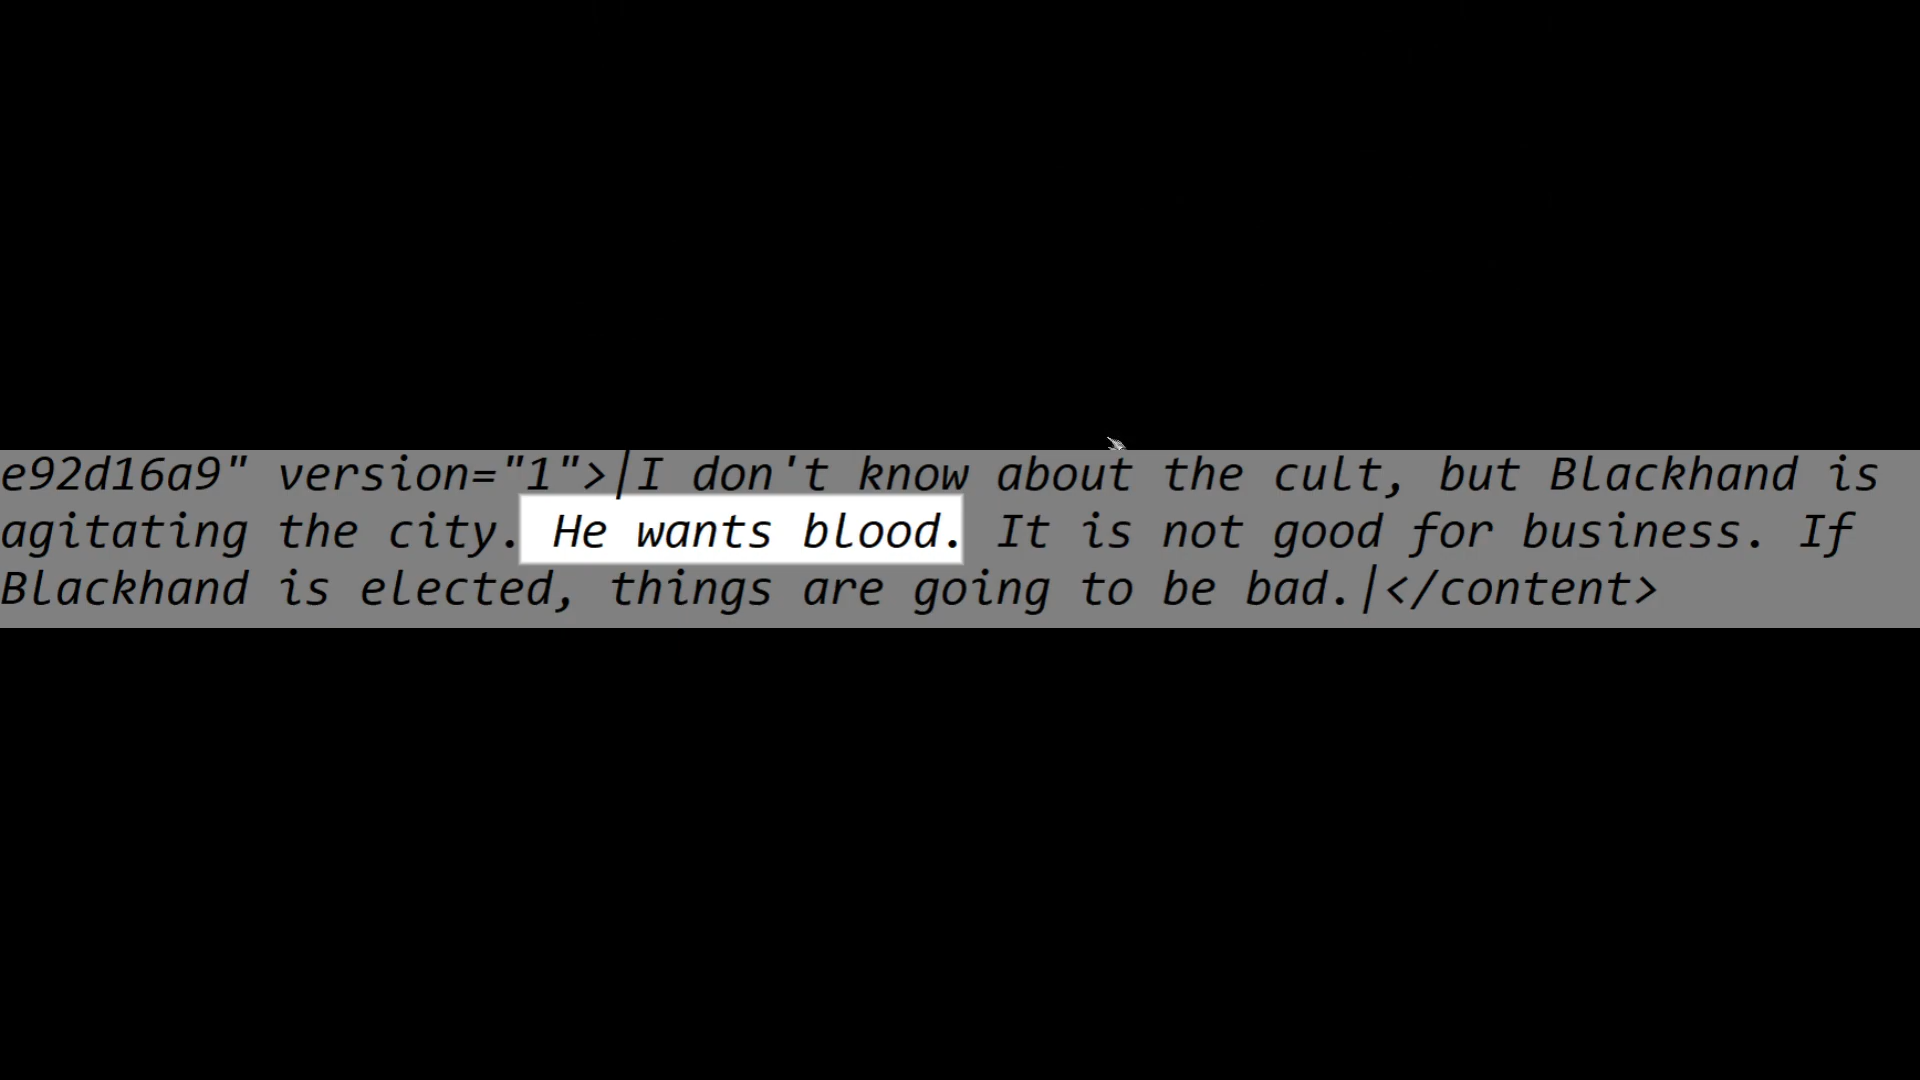 e92d16a9" version="1">|I don't know about the cult, but Blackhand is
agitating the city. He wants blood. It is not good for business. If
Blackhand is elected, things are going to be bad.|</content>